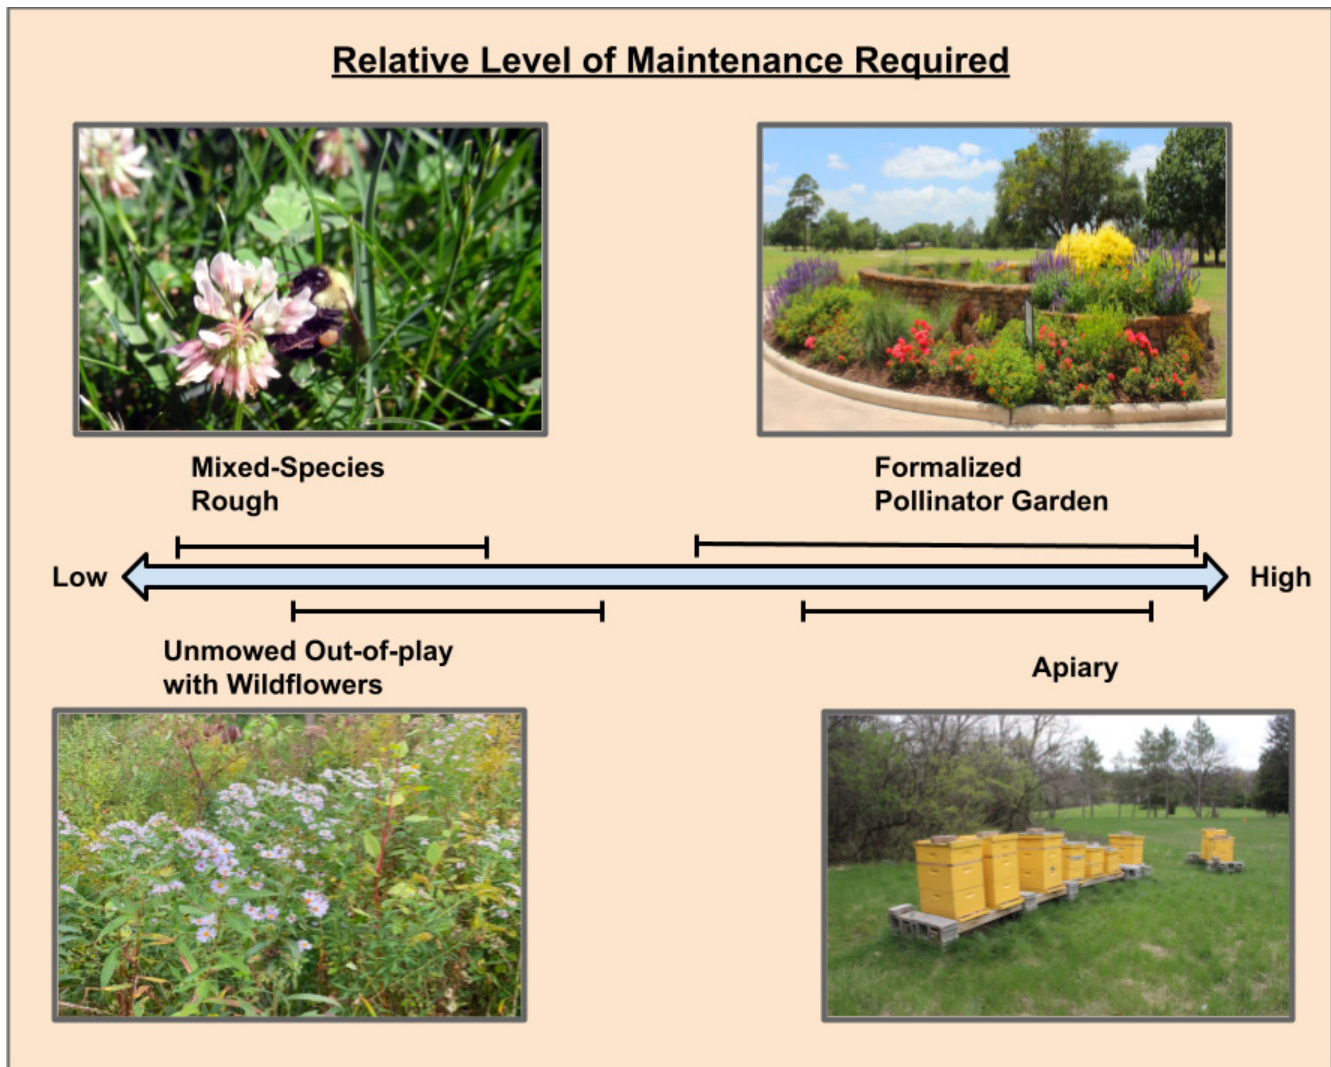 Relative Level of Maintenance Required
Mixed-Species
Rough
Formalized
Pollinator Garden
Low
High
Unmowed Out-of-play
with Wildflowers
Apiary